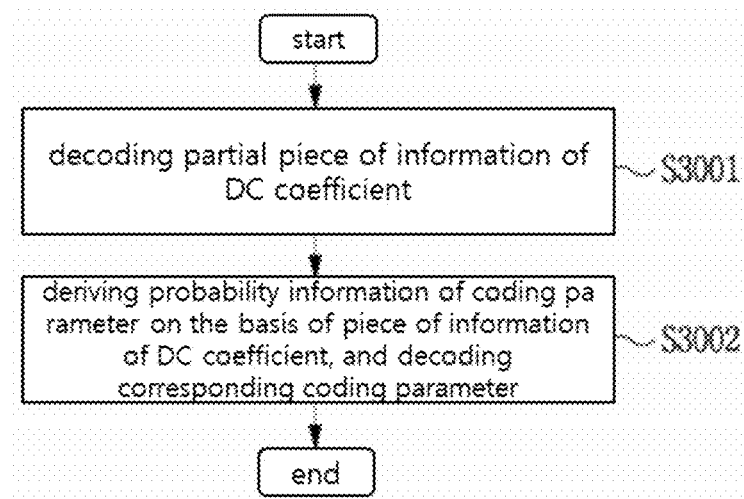 start
decoding partial piece of information of
DC coefficient
S3001
deriving probability information of coding pa
rameter on the basis of piece of information
of DC coefficient, and decoding
corresponding coding parameter
S3002
end